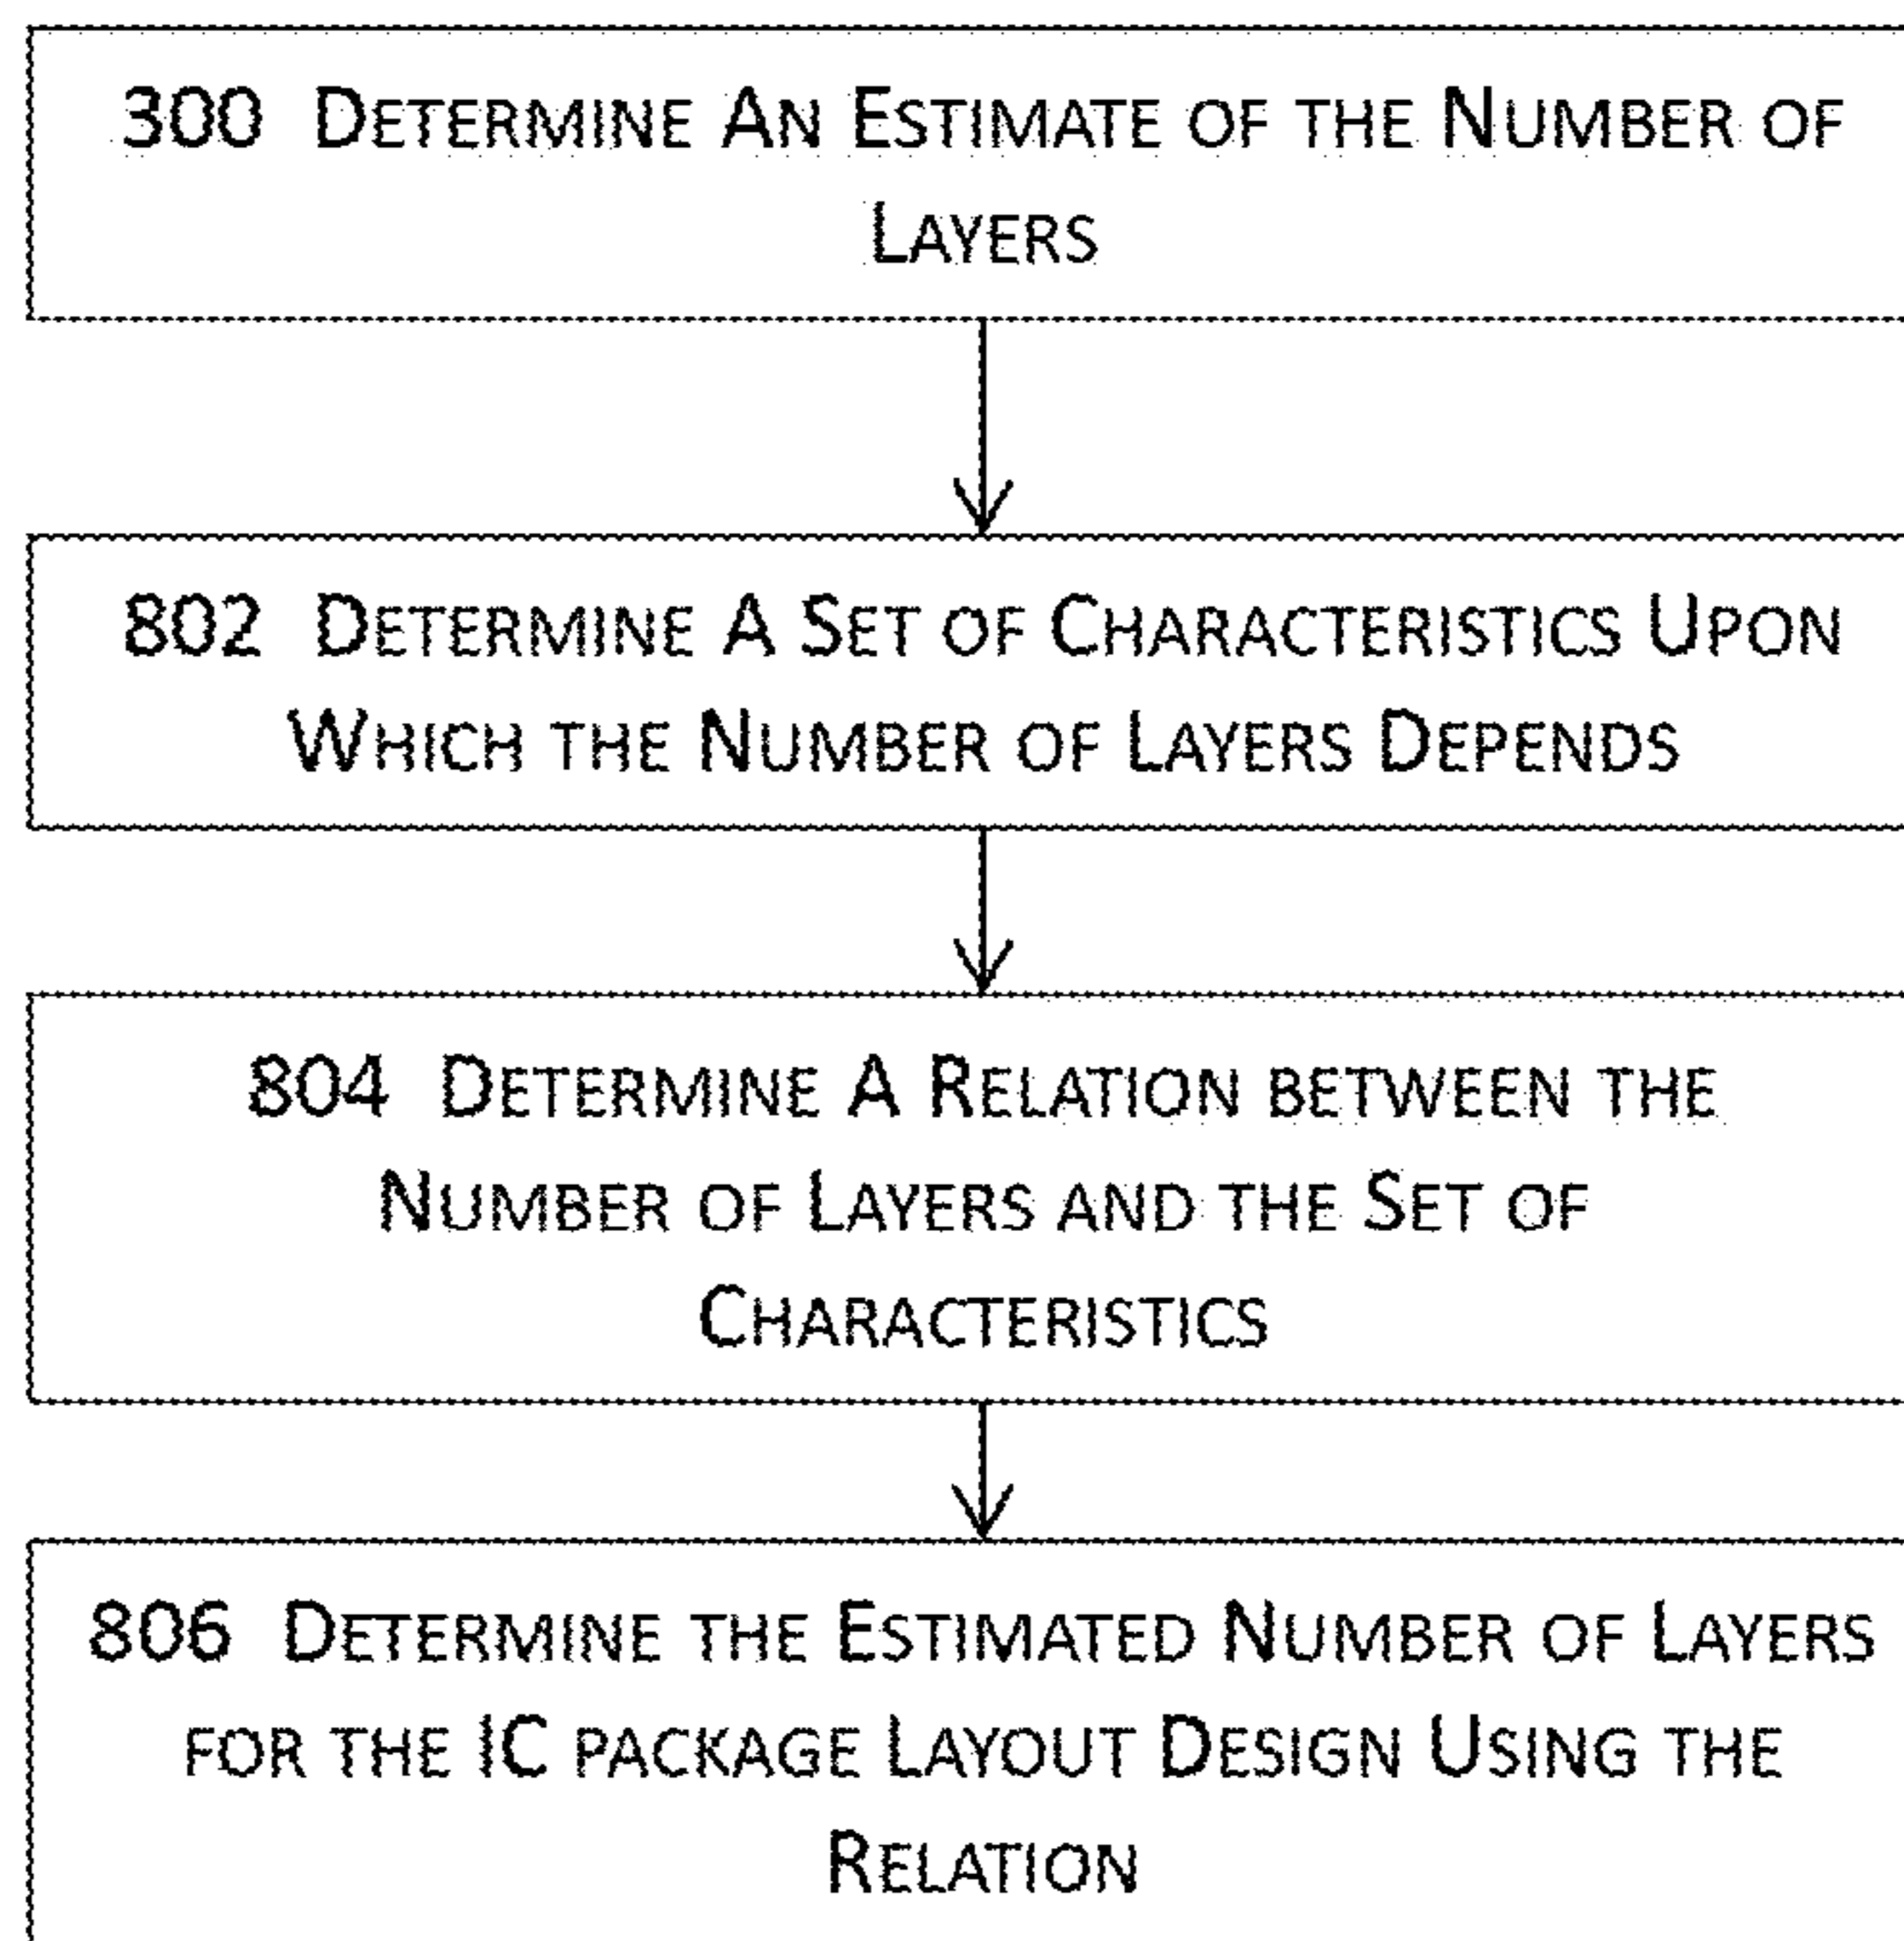 300 Determine An Estimate of the Number of
Layers
802 Determine A Set of Characteristics Upon
Which the Number of Layers Depends
804 Determine A Relation between the
Number of Layers and the Set of
Characteristics
806 Determine the Estimated Number of Layers
for the IC package Layout Design Using the
Relation